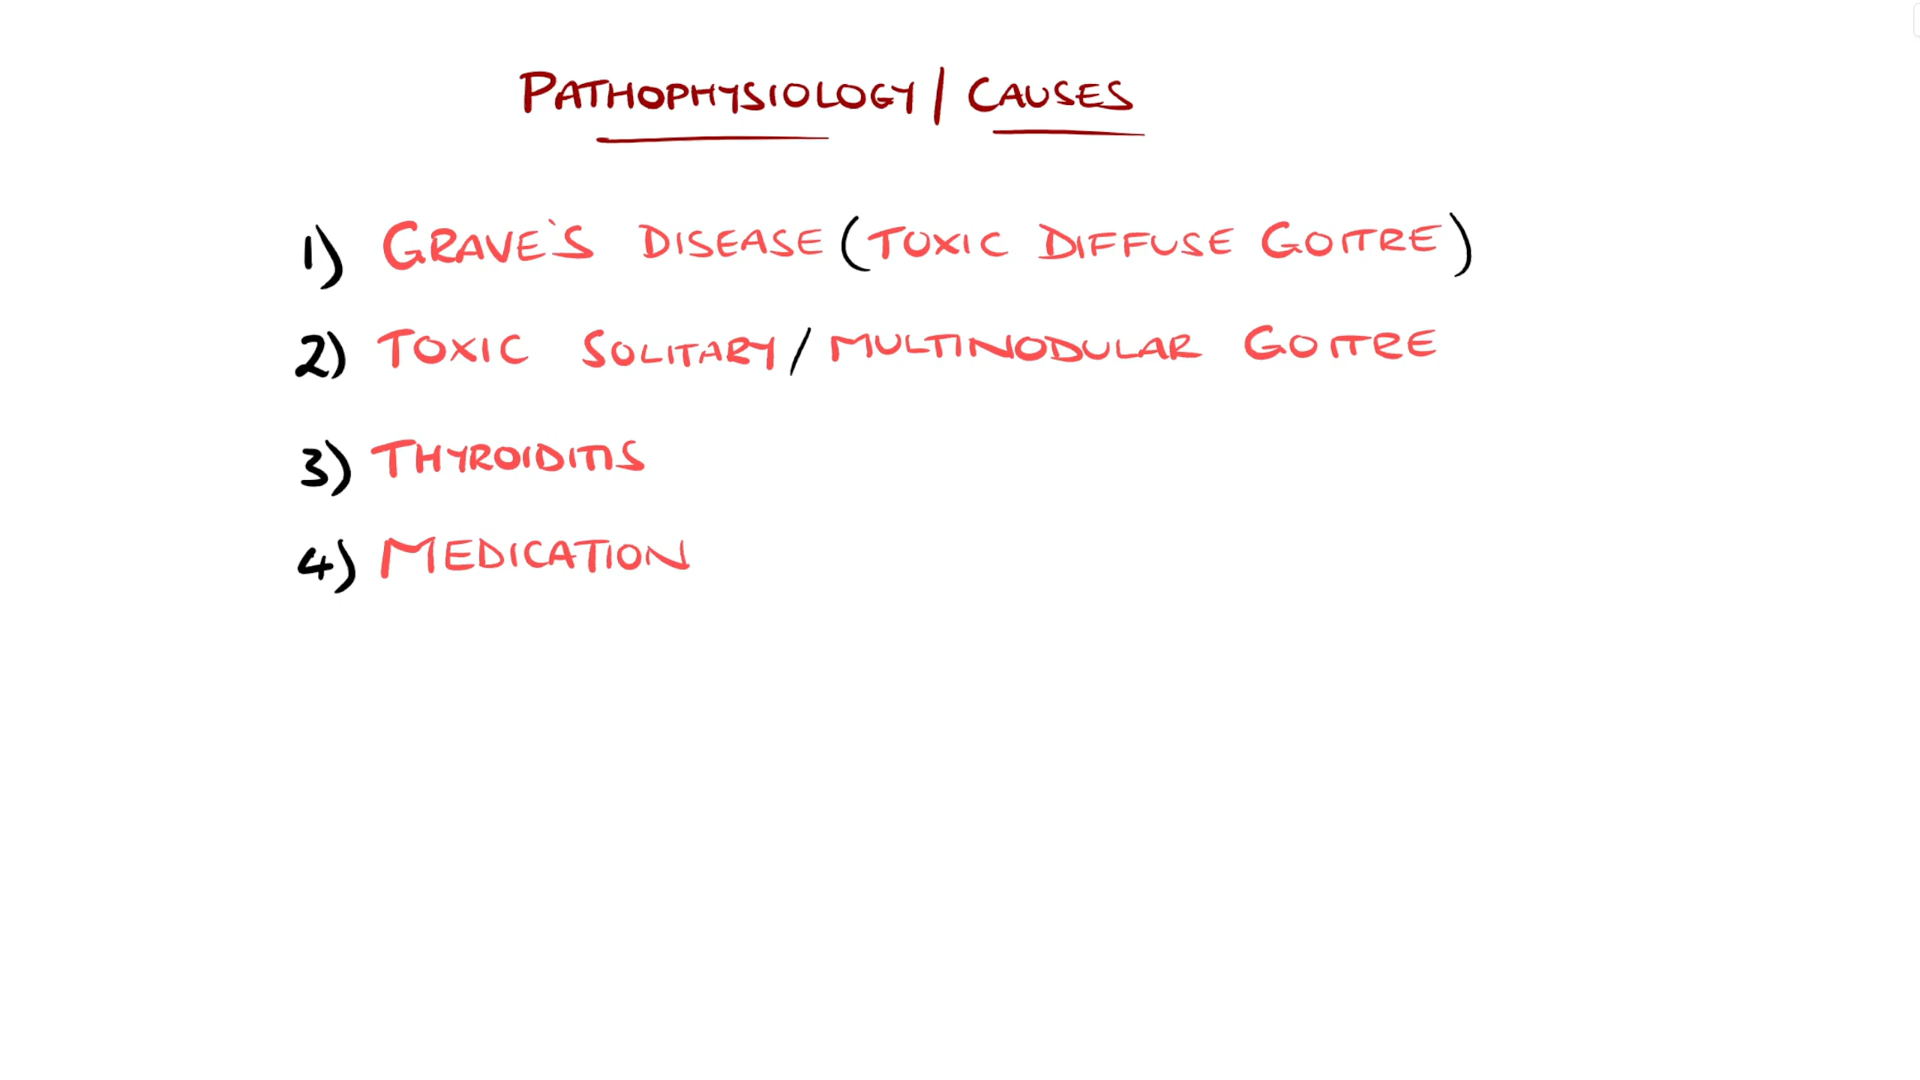 PATHOPHYSIOLOGY / CAUSES
1) GRAVE'S DISEASE (TOXIC DIFFUSE GOITRE)
2) TOXIC SOLITARY / MULTINODULAR GOITRE
3) THYROIDITIS
4) MEDICATION